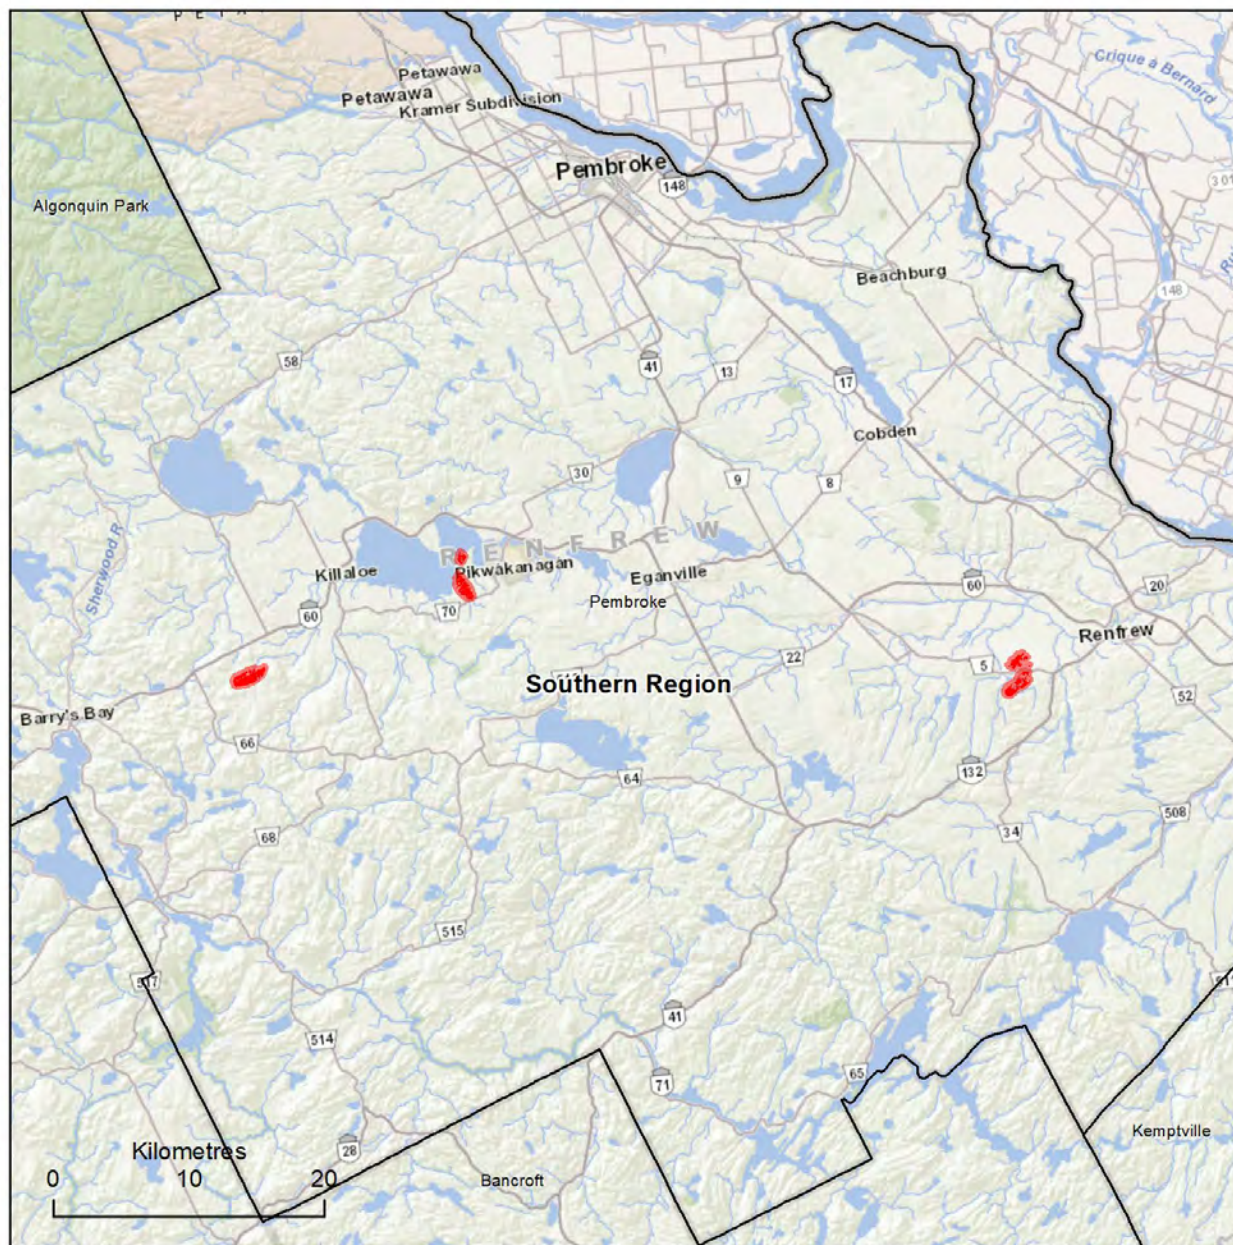 Petawawa
Petawawa
Kramer Subdivision
Pembroke
148
Crique à Bernard
301
Algonquin Park
Beachburg
148
58
41
13
17
Cobden
30
9
8
Sherwood R
RENFREW
Killaloe
Pikwakanagan
Eganville
60
20
60
70
Pembroke
Renfrew
22
5
Southern Region
52
Barry's Bay
66
64
132
508
68
34
515
517
41
514
71
65
Kilometres
28
Kemptville
0 10 20
Bancroft